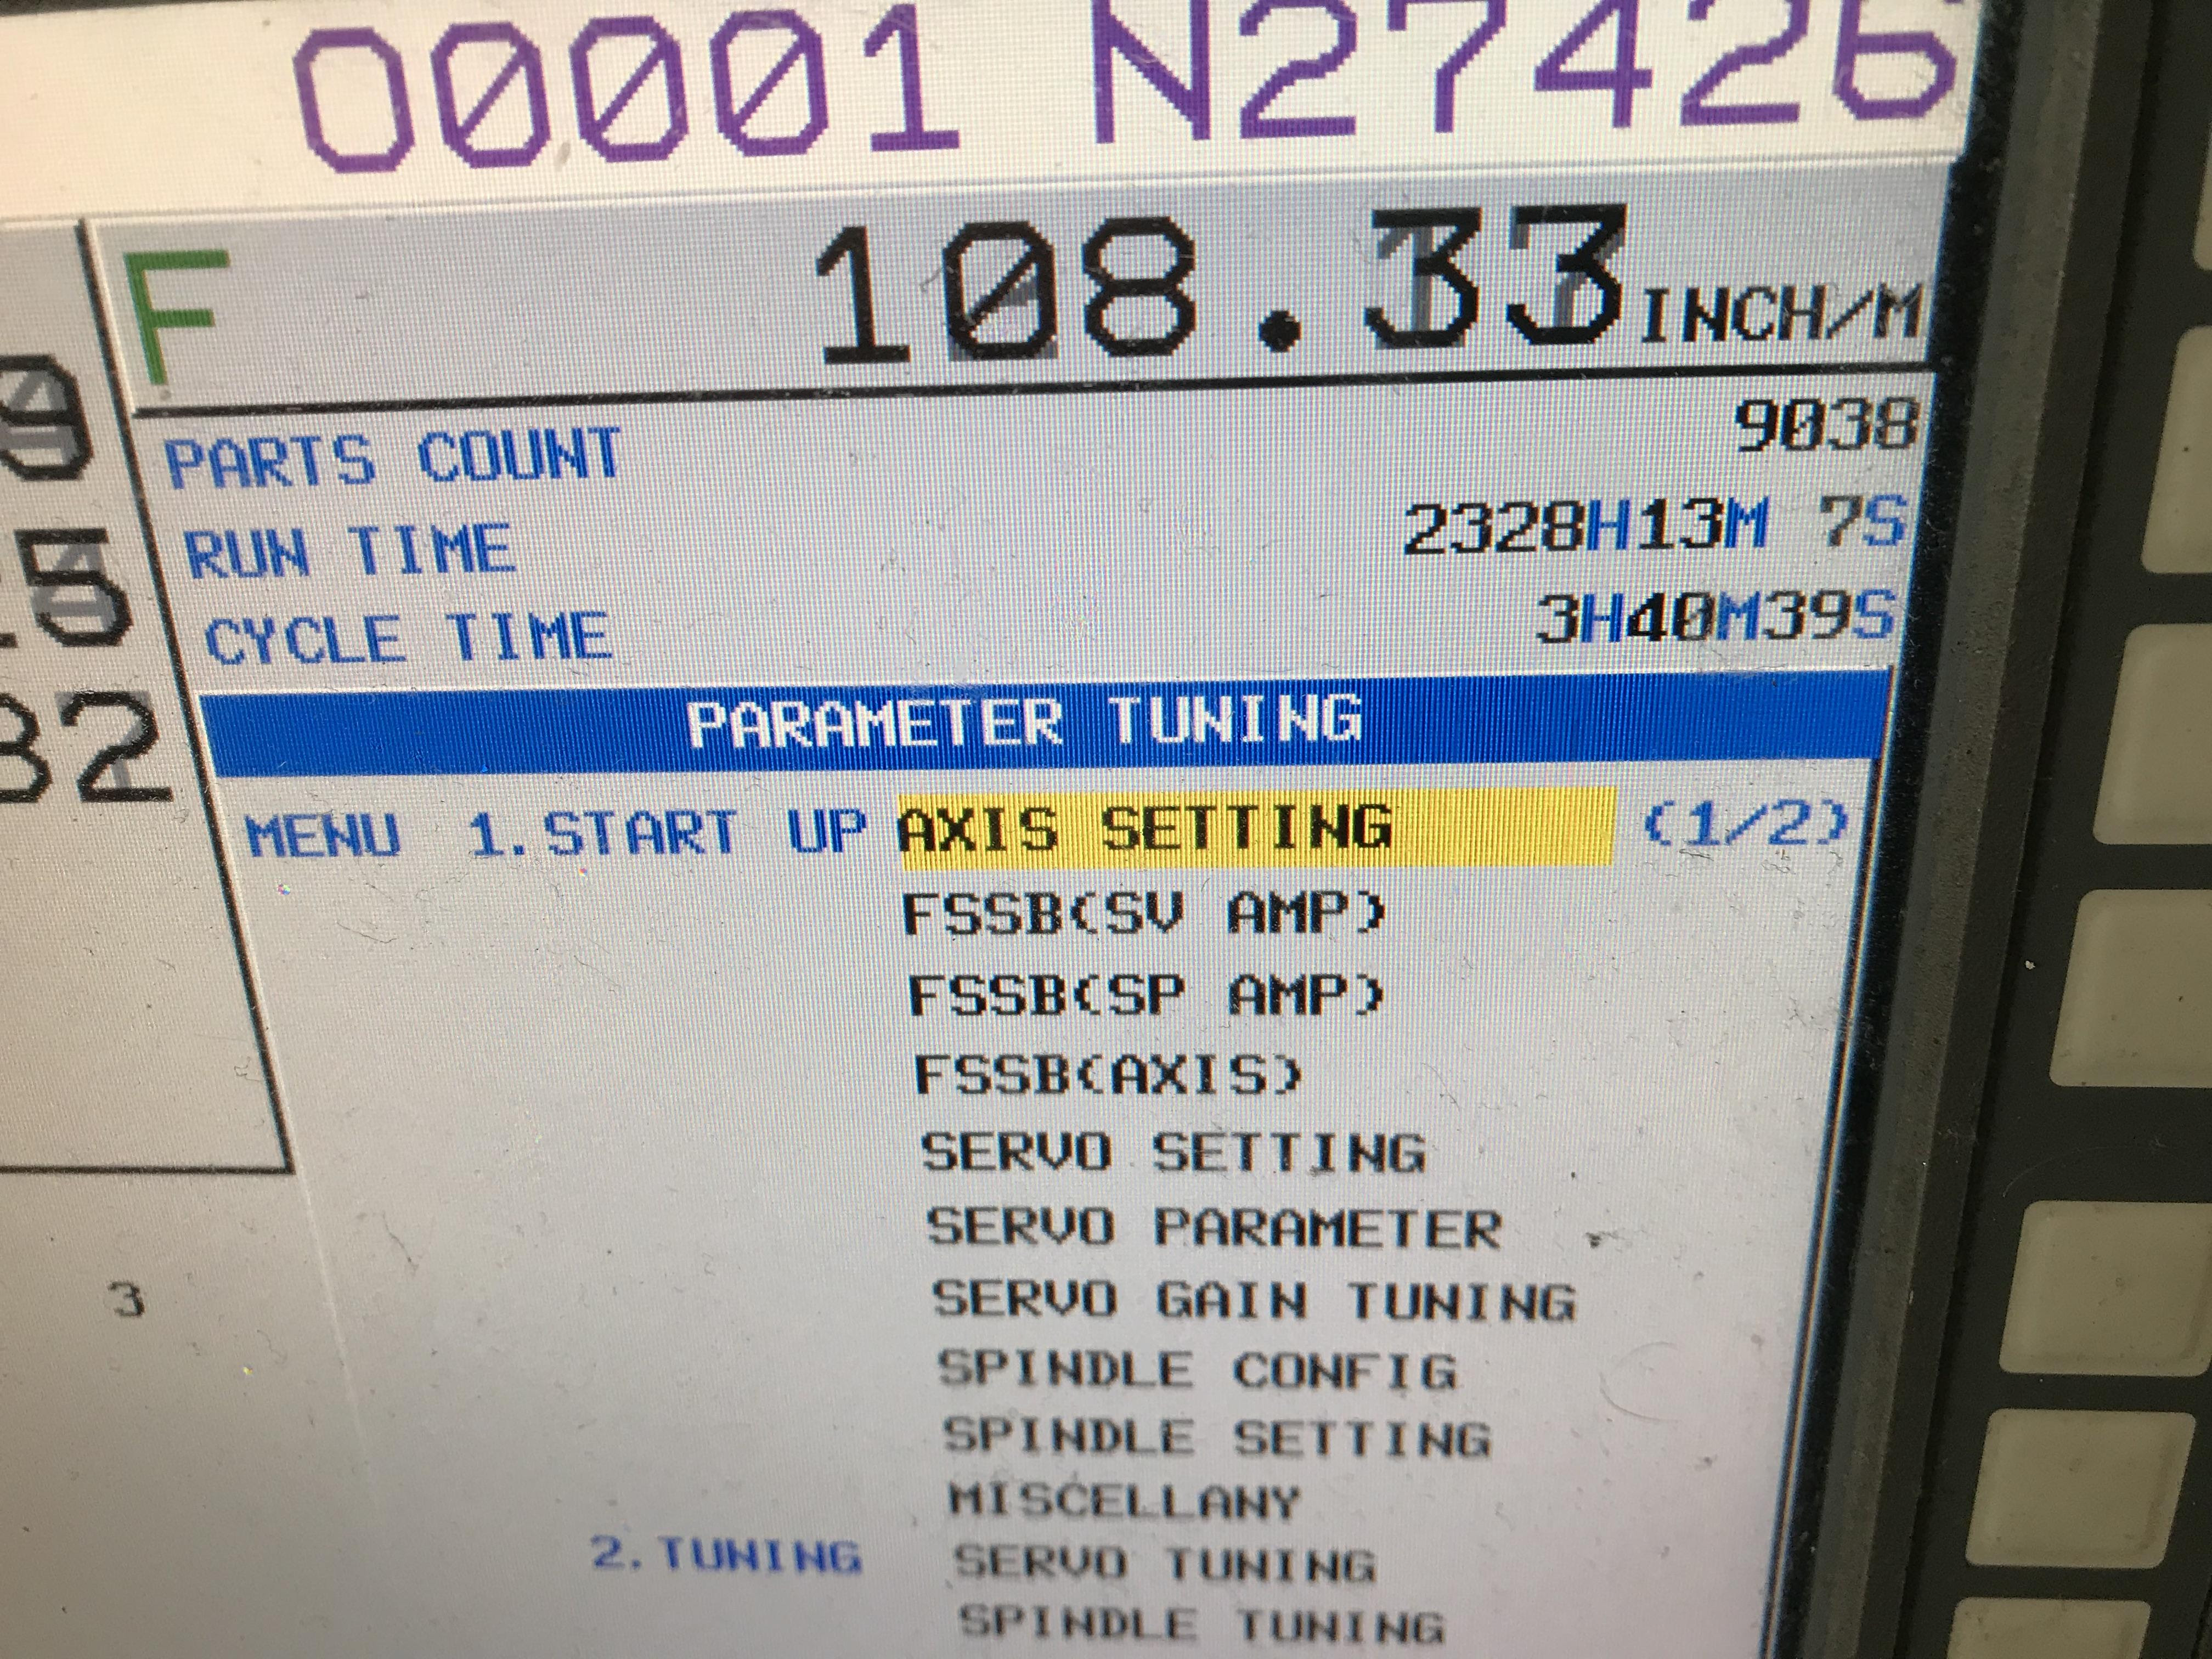 O0001 N27426
F 108.33 INCH/M
PARTS COUNT 9038
RUN TIME 2328H13M 7S
CYCLE TIME 3H40M39S
PARAMETER TUNING
MENU 1.START UP AXIS SETTING (1/2)
FSSB(SV AMP)
FSSB(SP AMP)
FSSB(AXIS)
SERVO SETTING
SERVO PARAMETER
3
SERVO GAIN TUNING
SPINDLE CONFIG
SPINDLE SETTING
MISCELLANY
2.TUNING SERVO TUNING
SPINDLE TUNING